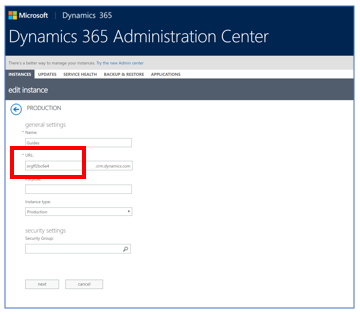 Microsoft | Dynamics 365
Dynamics 365 Administration Center
There's a better way to manage your instances. Try the new Admin center
INSTANCES UPDATES SERVICE HEALTH BACKUP & RESTORE APPLICATIONS
edit instance
PRODUCTION
general settings
* Name
Guides
* URL
.crm.dynamics.com
Instance type
Production
security settings
Security Group
next cancel